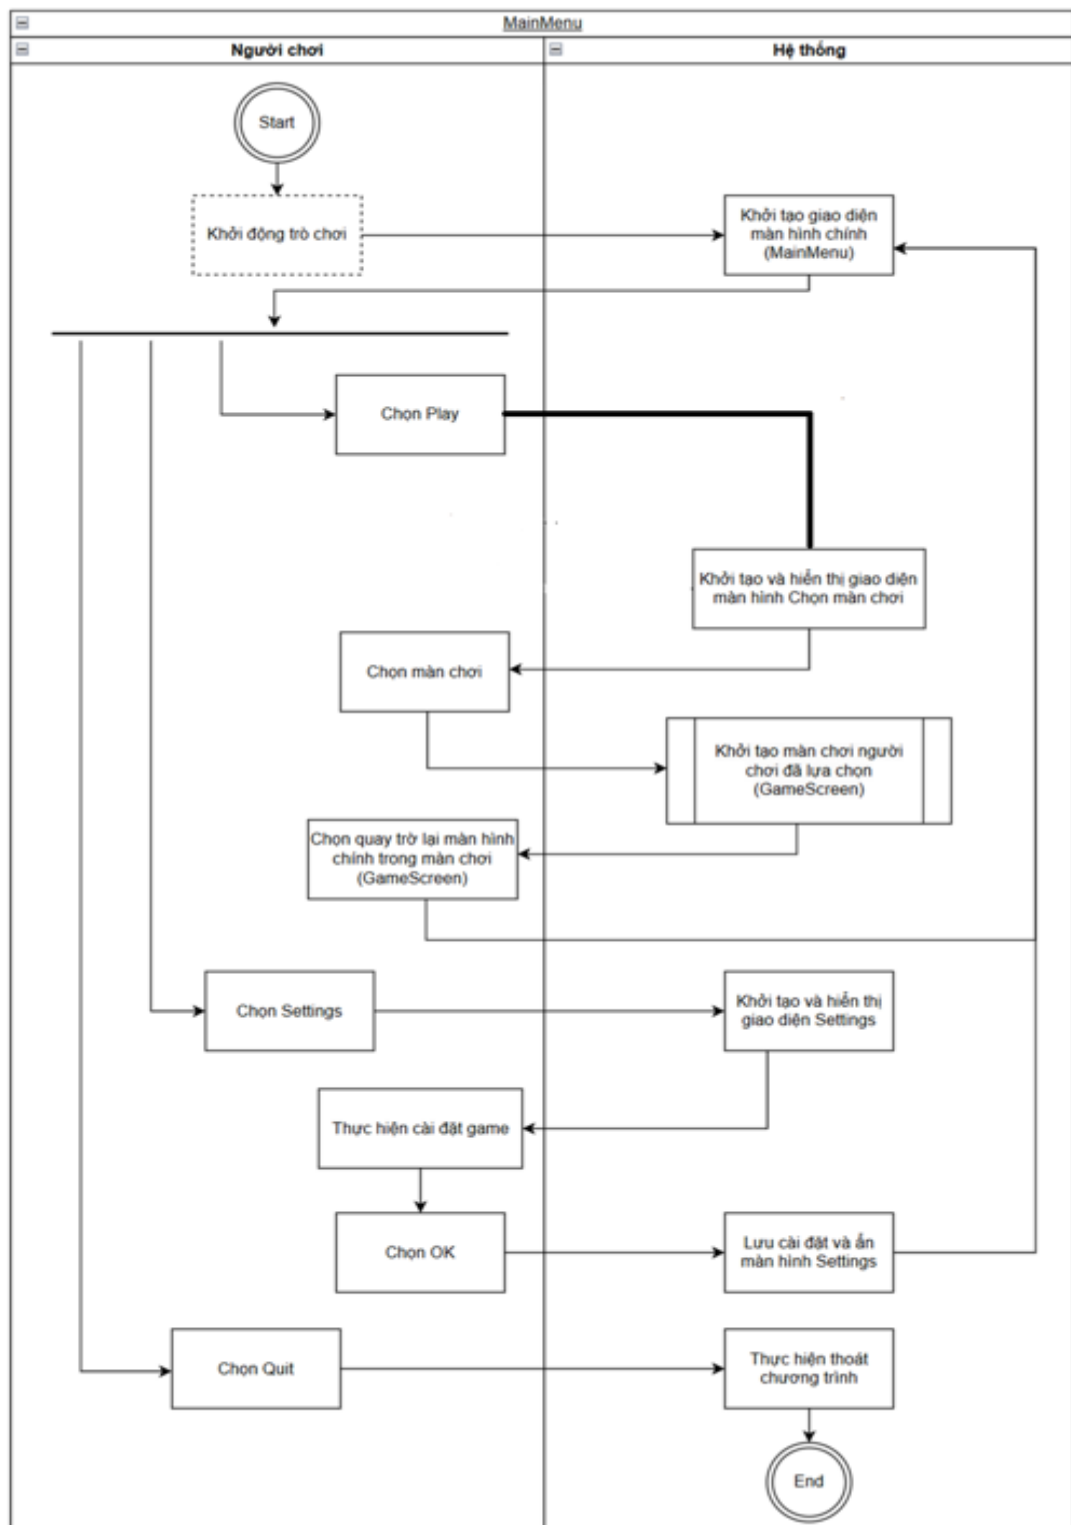 MainMenu
Người chơi
Hệ thống
Start
Khởi động trò chơi
Khởi tạo giao diện
màn hình chính
(MainMenu)
Chọn Play
Khởi tạo và hiển thị giao diện
màn hình Chọn màn chơi
Chọn màn chơi
Khởi tạo màn chơi người
chơi đã lựa chọn
(GameScreen)
Chọn quay trở lại màn hình
chính trong màn chơi
(GameScreen)
Chọn Settings
Khởi tạo và hiển thị
giao diện Settings
Thực hiện cài đặt game
Chọn OK
Lưu cài đặt và ẩn
màn hình Settings
Chọn Quit
Thực hiện thoát
chương trình
End